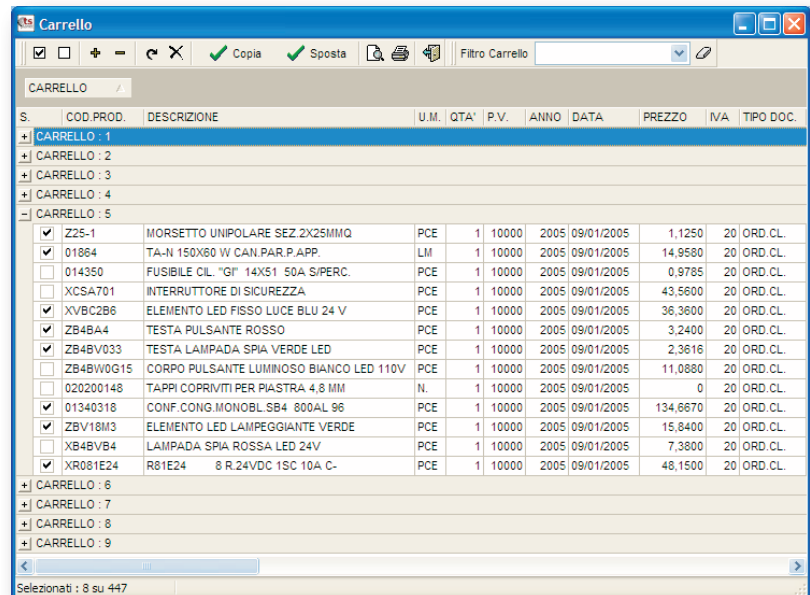 cts Carrello
Copia Sposta Filtro Carrello
CARRELLO
S. COD.PROD. DESCRIZIONE U.M. QTA' P.V. ANNO DATA PREZZO IVA TIPO DOC.
CARRELLO : 1
CARRELLO : 2
CARRELLO : 3
CARRELLO : 4
CARRELLO : 5
Z25-1 MORSETTO UNIPOLARE SEZ.2X25MMQ PCE 1 10000 2005 09/01/2005 1,1250 20 ORD.CL.
01864 TA-N 150X60 W CAN.PAR.P.APP. LM 1 10000 2005 09/01/2005 14,9580 20 ORD.CL.
014350 FUSIBILE CIL. "GI" 14X51 50A S/PERC. PCE 1 10000 2005 09/01/2005 0,9785 20 ORD.CL.
XCSA701 INTERRUTTORE DI SICUREZZA PCE 1 10000 2005 09/01/2005 43,5600 20 ORD.CL.
XVBC2B6 ELEMENTO LED FISSO LUCE BLU 24 V PCE 1 10000 2005 09/01/2005 36,3600 20 ORD.CL.
ZB4BA4 TESTA PULSANTE ROSSO PCE 1 10000 2005 09/01/2005 3,2400 20 ORD.CL.
ZB4BV033 TESTA LAMPADA SPIA VERDE LED PCE 1 10000 2005 09/01/2005 2,3616 20 ORD.CL.
ZB4BW0G15 CORPO PULSANTE LUMINOSO BIANCO LED 110V PCE 1 10000 2005 09/01/2005 11,0880 20 ORD.CL.
020200148 TAPPI COPRIVITI PER PIASTRA 4,8 MM N. 1 10000 2005 09/01/2005 0 20 ORD.CL.
01340318 CONF.CONG.MONOBL.SB4 800AL 96 PCE 1 10000 2005 09/01/2005 134,6670 20 ORD.CL.
ZBV18M3 ELEMENTO LED LAMPEGGIANTE VERDE PCE 1 10000 2005 09/01/2005 15,8400 20 ORD.CL.
XB4BVB4 LAMPADA SPIA ROSSA LED 24V PCE 1 10000 2005 09/01/2005 7,3800 20 ORD.CL.
XR081E24 R81E24 8 R.24VDC 1SC 10A C- PCE 1 10000 2005 09/01/2005 48,1500 20 ORD.CL.
CARRELLO : 6
CARRELLO : 7
CARRELLO : 8
CARRELLO : 9
Selezionati : 8 su 447